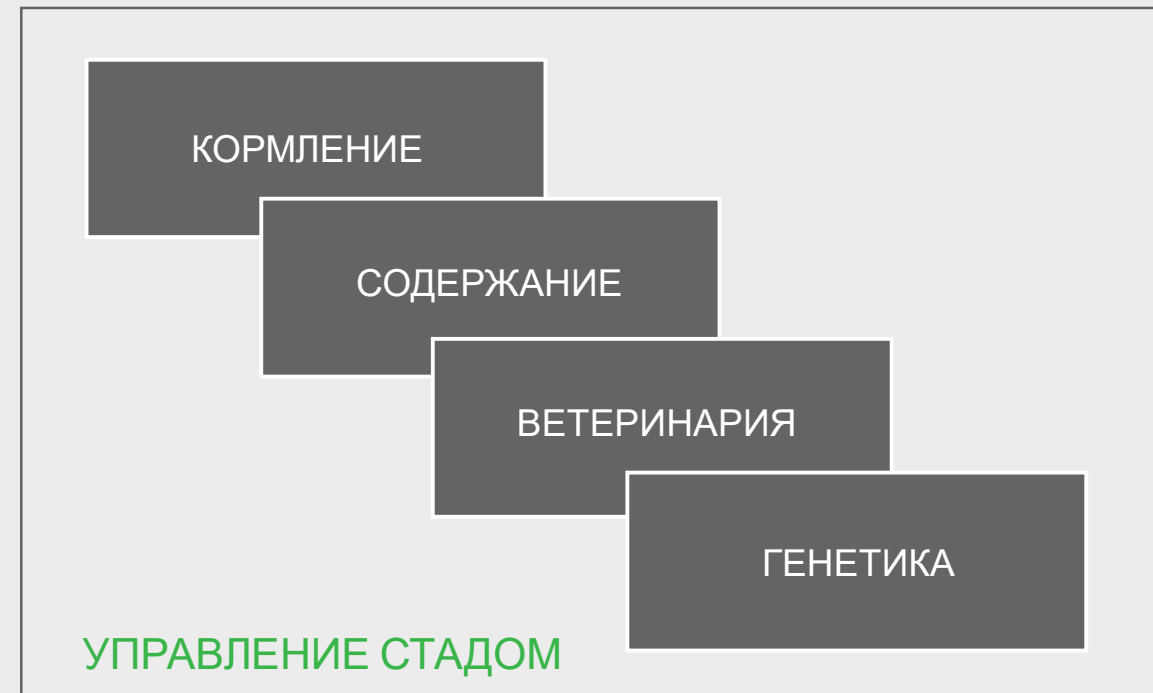 КОРМЛЕНИЕ
СОДЕРЖАНИЕ
ВЕТЕРИНАРИЯ
ГЕНЕТИКА
УПРАВЛЕНИЕ СТАДОМ